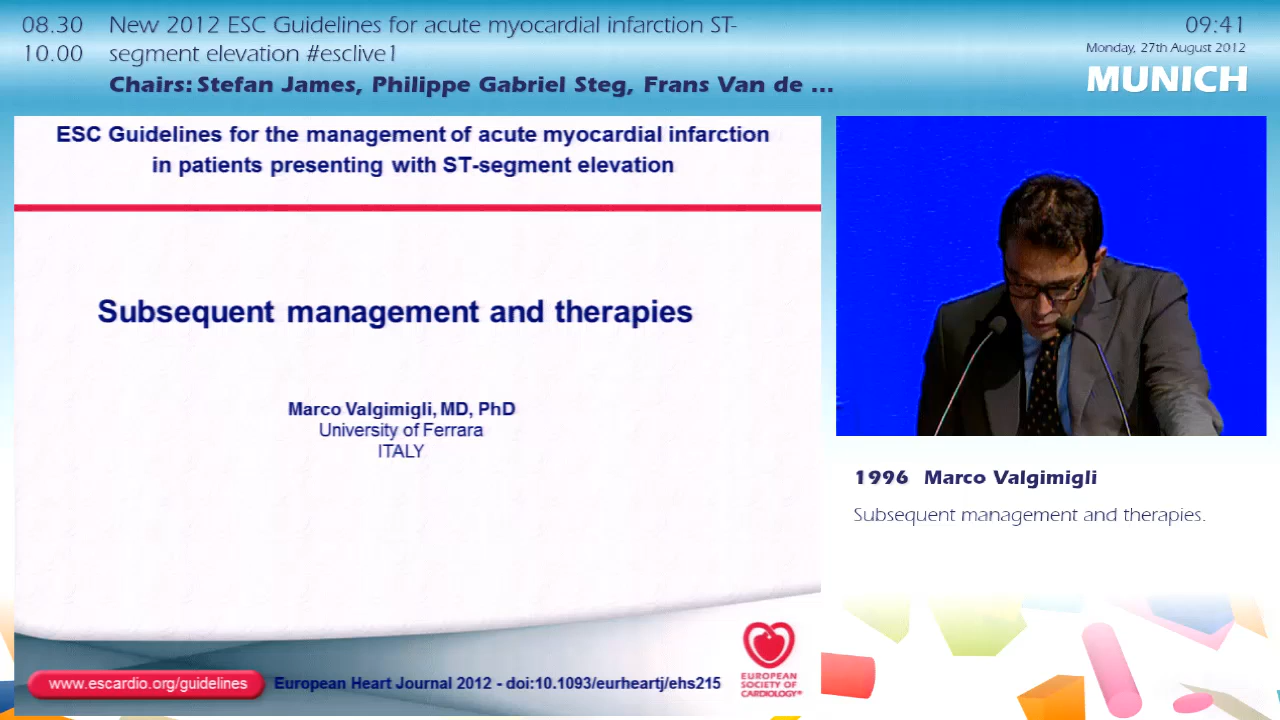 08.30 New 2012 ESC Guidelines for acute myocardial infarction ST-
10.00 segment elevation #esclive1
Chairs: Stefan James, Philippe Gabriel Steg, Frans Van de ...
09:41
Monday, 27th August 2012
MUNICH
ESC Guidelines for the management of acute myocardial infarction
in patients presenting with ST-segment elevation
Subsequent management and therapies
Marco Valgimigli, MD, PhD
University of Ferrara
ITALY
www.escardio.org/guidelines
European Heart Journal 2012 - doi:10.1093/eurheartj/ehs215
EUROPEAN
SOCIETY OF
CARDIOLOGY®
1996 Marco Valgimigli
Subsequent management and therapies.